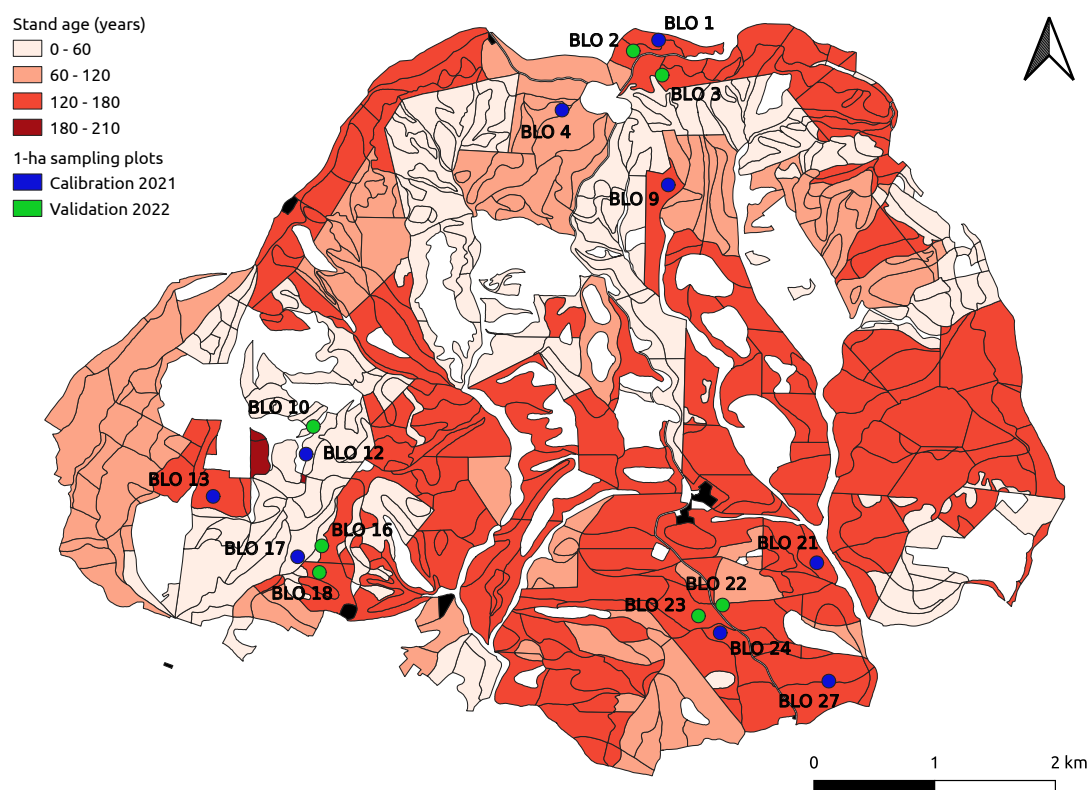 Stand age (years)
0 - 60
60 - 120
120 - 180
180 - 210
1-ha sampling plots
Calibration 2021
Validation 2022
BLO 1
BLO 2
BLO 3
BLO 4
BLO 9
BLO 10
BLO 12
BLO 13
BLO 16
BLO 17
BLO 18
BLO 21
BLO 22
BLO 23
BLO 24
BLO 27
0 1 2 km